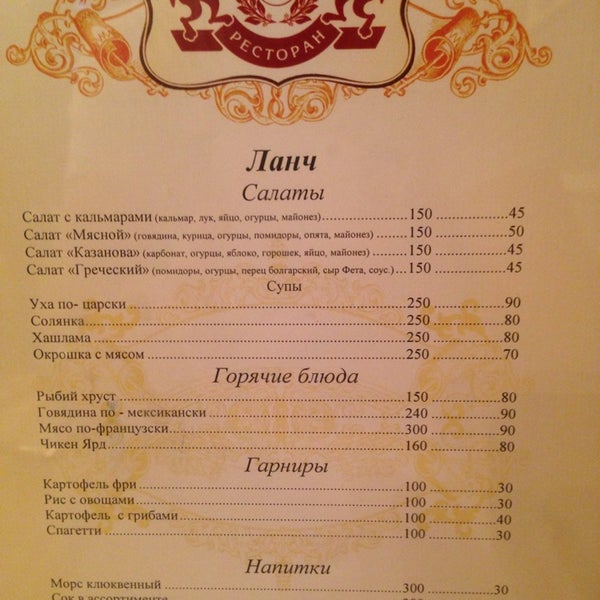 РЕСТОРАН
Ланч
Салаты
Салат с кальмарами (кальмар, лук, яйцо, огурцы, майонез)......................150 ..................45
Салат «Мясной» (говядина, курица, огурцы, помидоры, опята, майозез) ........150 ..................50
Салат «Казанова» (карбонат, огурцы, яблоко, горошек, яйцо, майонез).........150 ..................45
Салат «Греческий» (помидоры, огурцы, перец болгарский, сыр Фета, соус.)...150 ..................45
Супы
Уха по- царски ......................................................................250 ..................90
Солянка ................................................................................250 ..................80
Хашлама ...............................................................................250 ..................80
Окрошка с мясом .................................................................250 ..................70
Горячие блюда
Рыбий хруст .........................................................................150 ..................80
Говядина по - мексикански ..................................................240 ..................90
Мясо по-французски............................................................300 ..................90
Чикен Ярд.............................................................................160 ..................80
Гарниры
Картофель фри ....................................................................100 ..................30
Рис с овощами......................................................................100 ..................30
Картофель с грибами...........................................................100 ..................40
Спагетти ...............................................................................100 ..................30
Напитки
Морс клюквенный ...............................................................300 ..................30
Сок в ассортименте